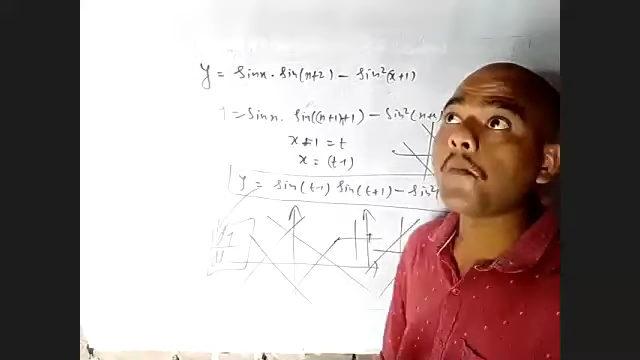 y = sinx . sin(x+2) - sin²(x+1)
y = sinx . sin((x+1)+1) - sin²(x+1)
x+1 = t
x = (t-1)
y = sin(t-1) sin(t+1) - sin²